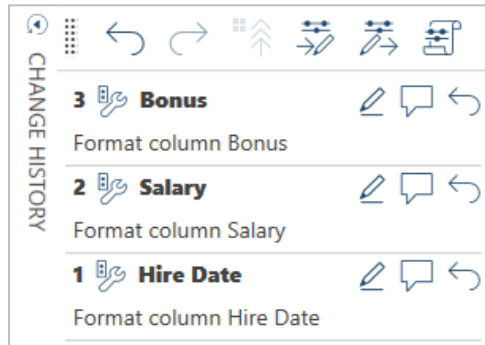 CHANGE HISTORY
3 Bonus
Format column Bonus
2 Salary
Format column Salary
1 Hire Date
Format column Hire Date